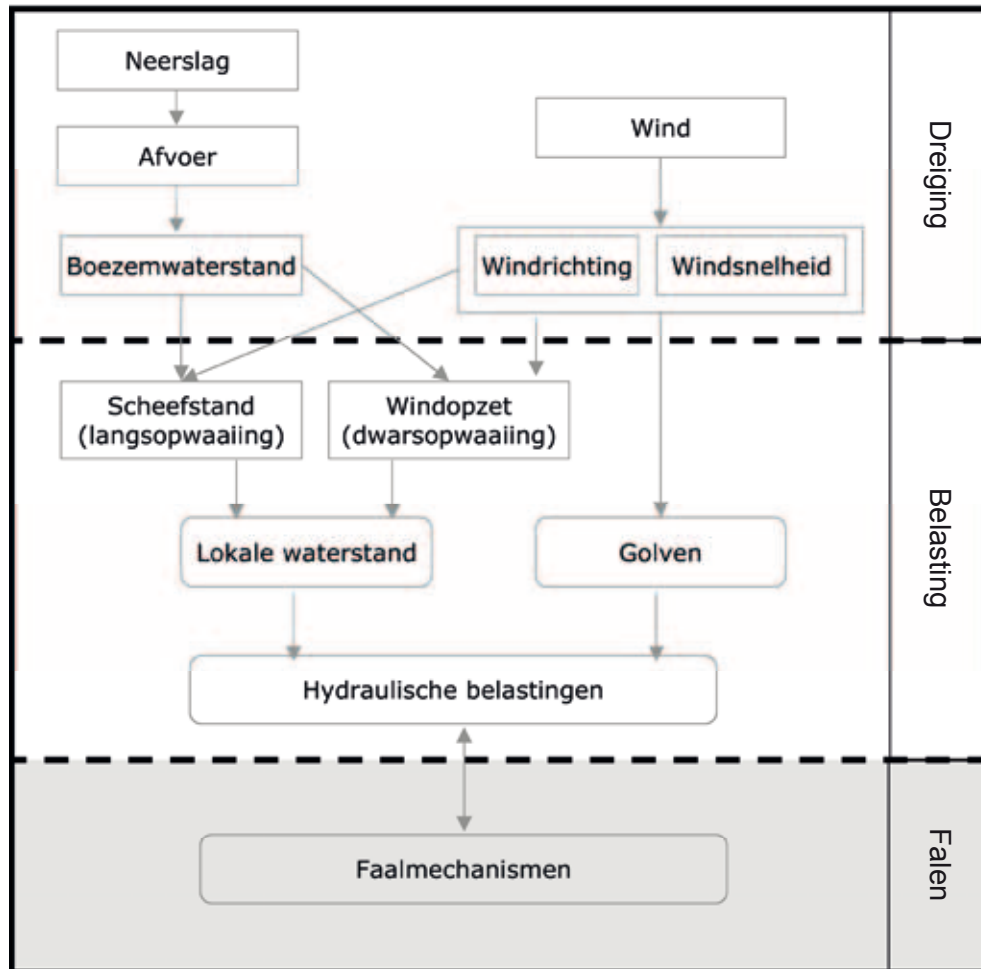 Neerslag
Afvoer
Wind
Boezemwaterstand
Windrichting
Windsnelheid
Dreiging
Scheefstand
(langsopwaaiing)
Windopzet
(dwarsopwaaiing)
Lokale waterstand
Golven
Hydraulische belastingen
Belasting
Faalmechanismen
Falen